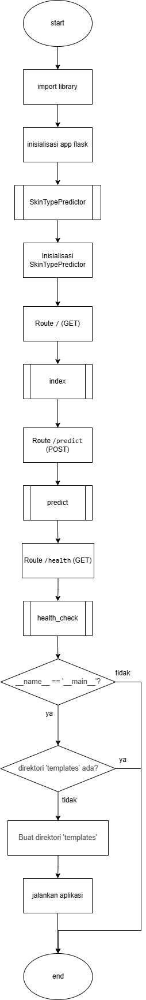 start
import library
inisialisasi app flask
SkinTypePredictor
Inisialisasi
SkinTypePredictor
Route / (GET)
index
Route /predict
(POST)
predict
Route /health (GET)
health_check
tidak
__name__ == '__main__'?
ya
ya
direktori 'templates' ada?
tidak
Buat direktori 'templates'
jalankan aplikasi
end